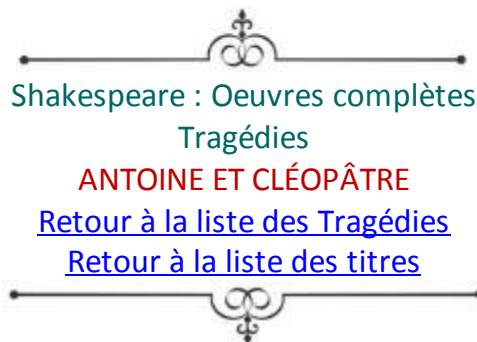 Shakespeare : Oeuvres complètes
Tragédies
ANTOINE ET CLÉOPÂTRE
Retour à la liste des Tragédies
Retour à la liste des titres